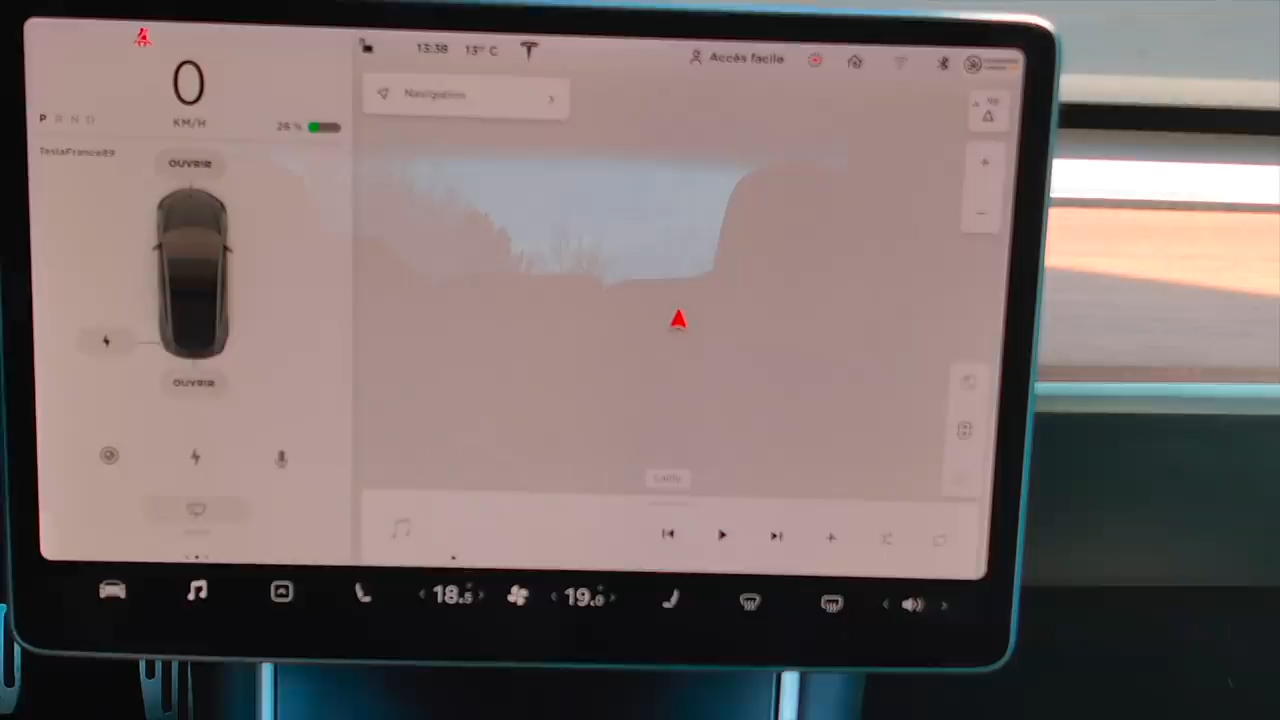 0
KM/H
P R N D
26 %
TeslaFrance89
OUVRIR
OUVRIR
13:38 13° C
Accès facile
Navigation
18.5
19.0